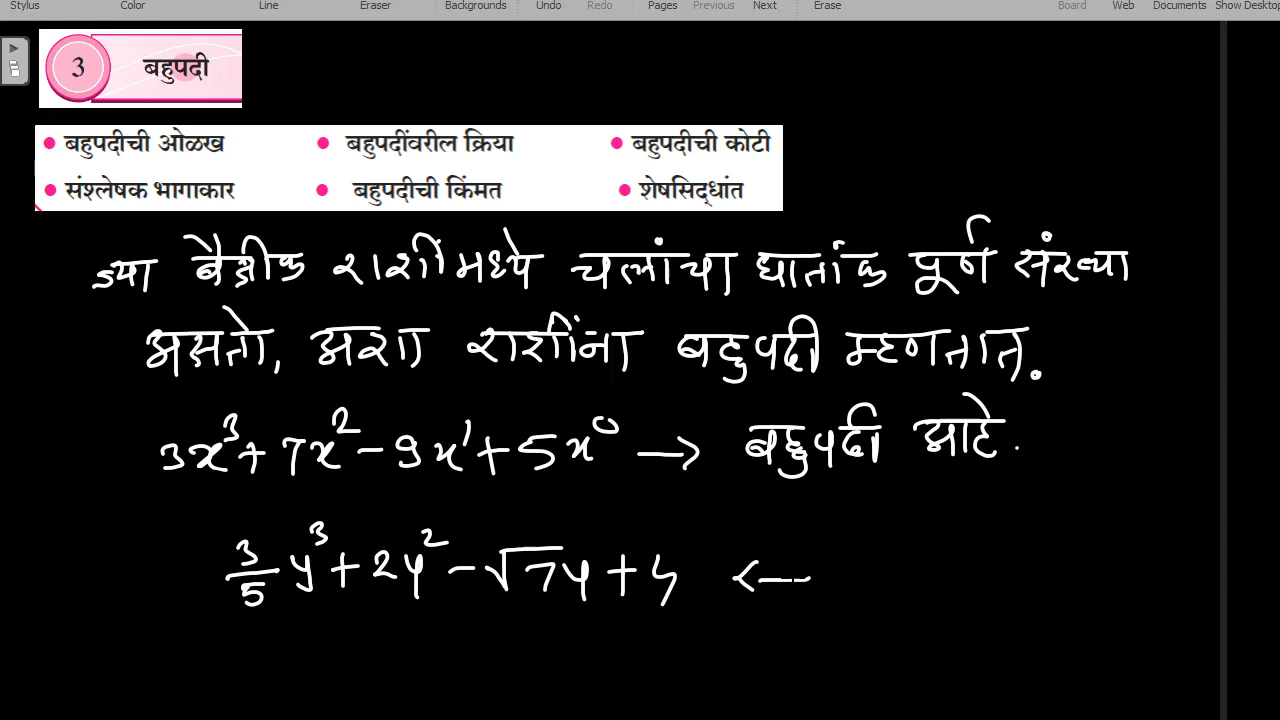 Stylus Color Line Eraser Backgrounds Undo Redo Pages Previous Next Erase Board Web Documents Show Desktop
3 बहुपदी
• बहुपदीची ओळख • बहुपदींवरील क्रिया • बहुपदीची कोटी
• संश्लेषक भागाकार • बहुपदीची किंमत • शेषसिद्धांत
ज्या बैजीक राशींमध्ये चलांचा घातांक पूर्ण संख्या
असतो, अशा राशींना बहुपदी म्हणतात.
3x³ + 7x² - 9x¹ + 5x⁰ → बहुपदी आहे.
3/5 y³ + 2y² - √7y + 5 <---